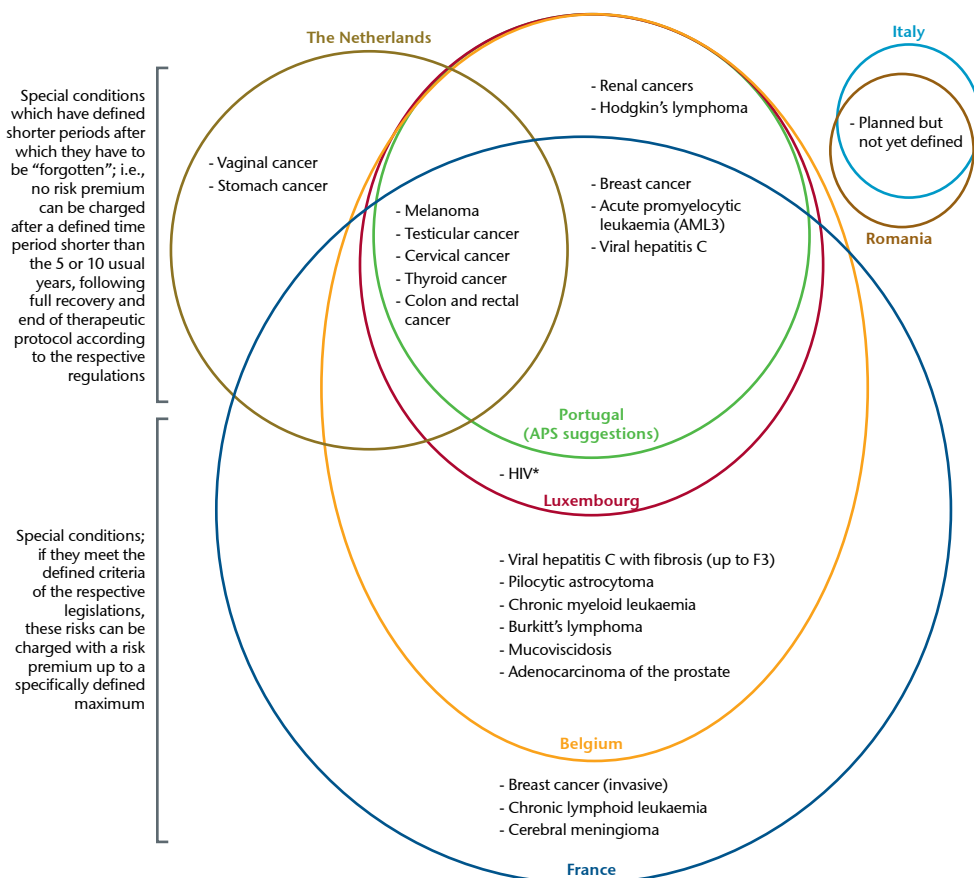 The Netherlands
Italy
Special conditions
which have defined
shorter periods after
which they have to
be “forgotten”; i.e.,
no risk premium
can be charged
after a defined time
period shorter than
the 5 or 10 usual
years, following
full recovery and
end of therapeutic
protocol according
to the respective
regulations
- Renal cancers
- Hodgkin’s lymphoma
- Planned but
not yet defined
Romania
- Vaginal cancer
- Stomach cancer
- Melanoma
- Testicular cancer
- Cervical cancer
- Thyroid cancer
- Colon and rectal
cancer
- Breast cancer
- Acute promyelocytic
leukaemia (AML3)
- Viral hepatitis C
Portugal
(APS suggestions)
- HIV*
Luxembourg
Special conditions;
if they meet the
defined criteria
of the respective
legislations,
these risks can be
charged with a risk
premium up to a
specifically defined
maximum
- Viral hepatitis C with fibrosis (up to F3)
- Pilocytic astrocytoma
- Chronic myeloid leukaemia
- Burkitt’s lymphoma
- Mucoviscidosis
- Adenocarcinoma of the prostate
Belgium
- Breast cancer (invasive)
- Chronic lymphoid leukaemia
- Cerebral meningioma
France